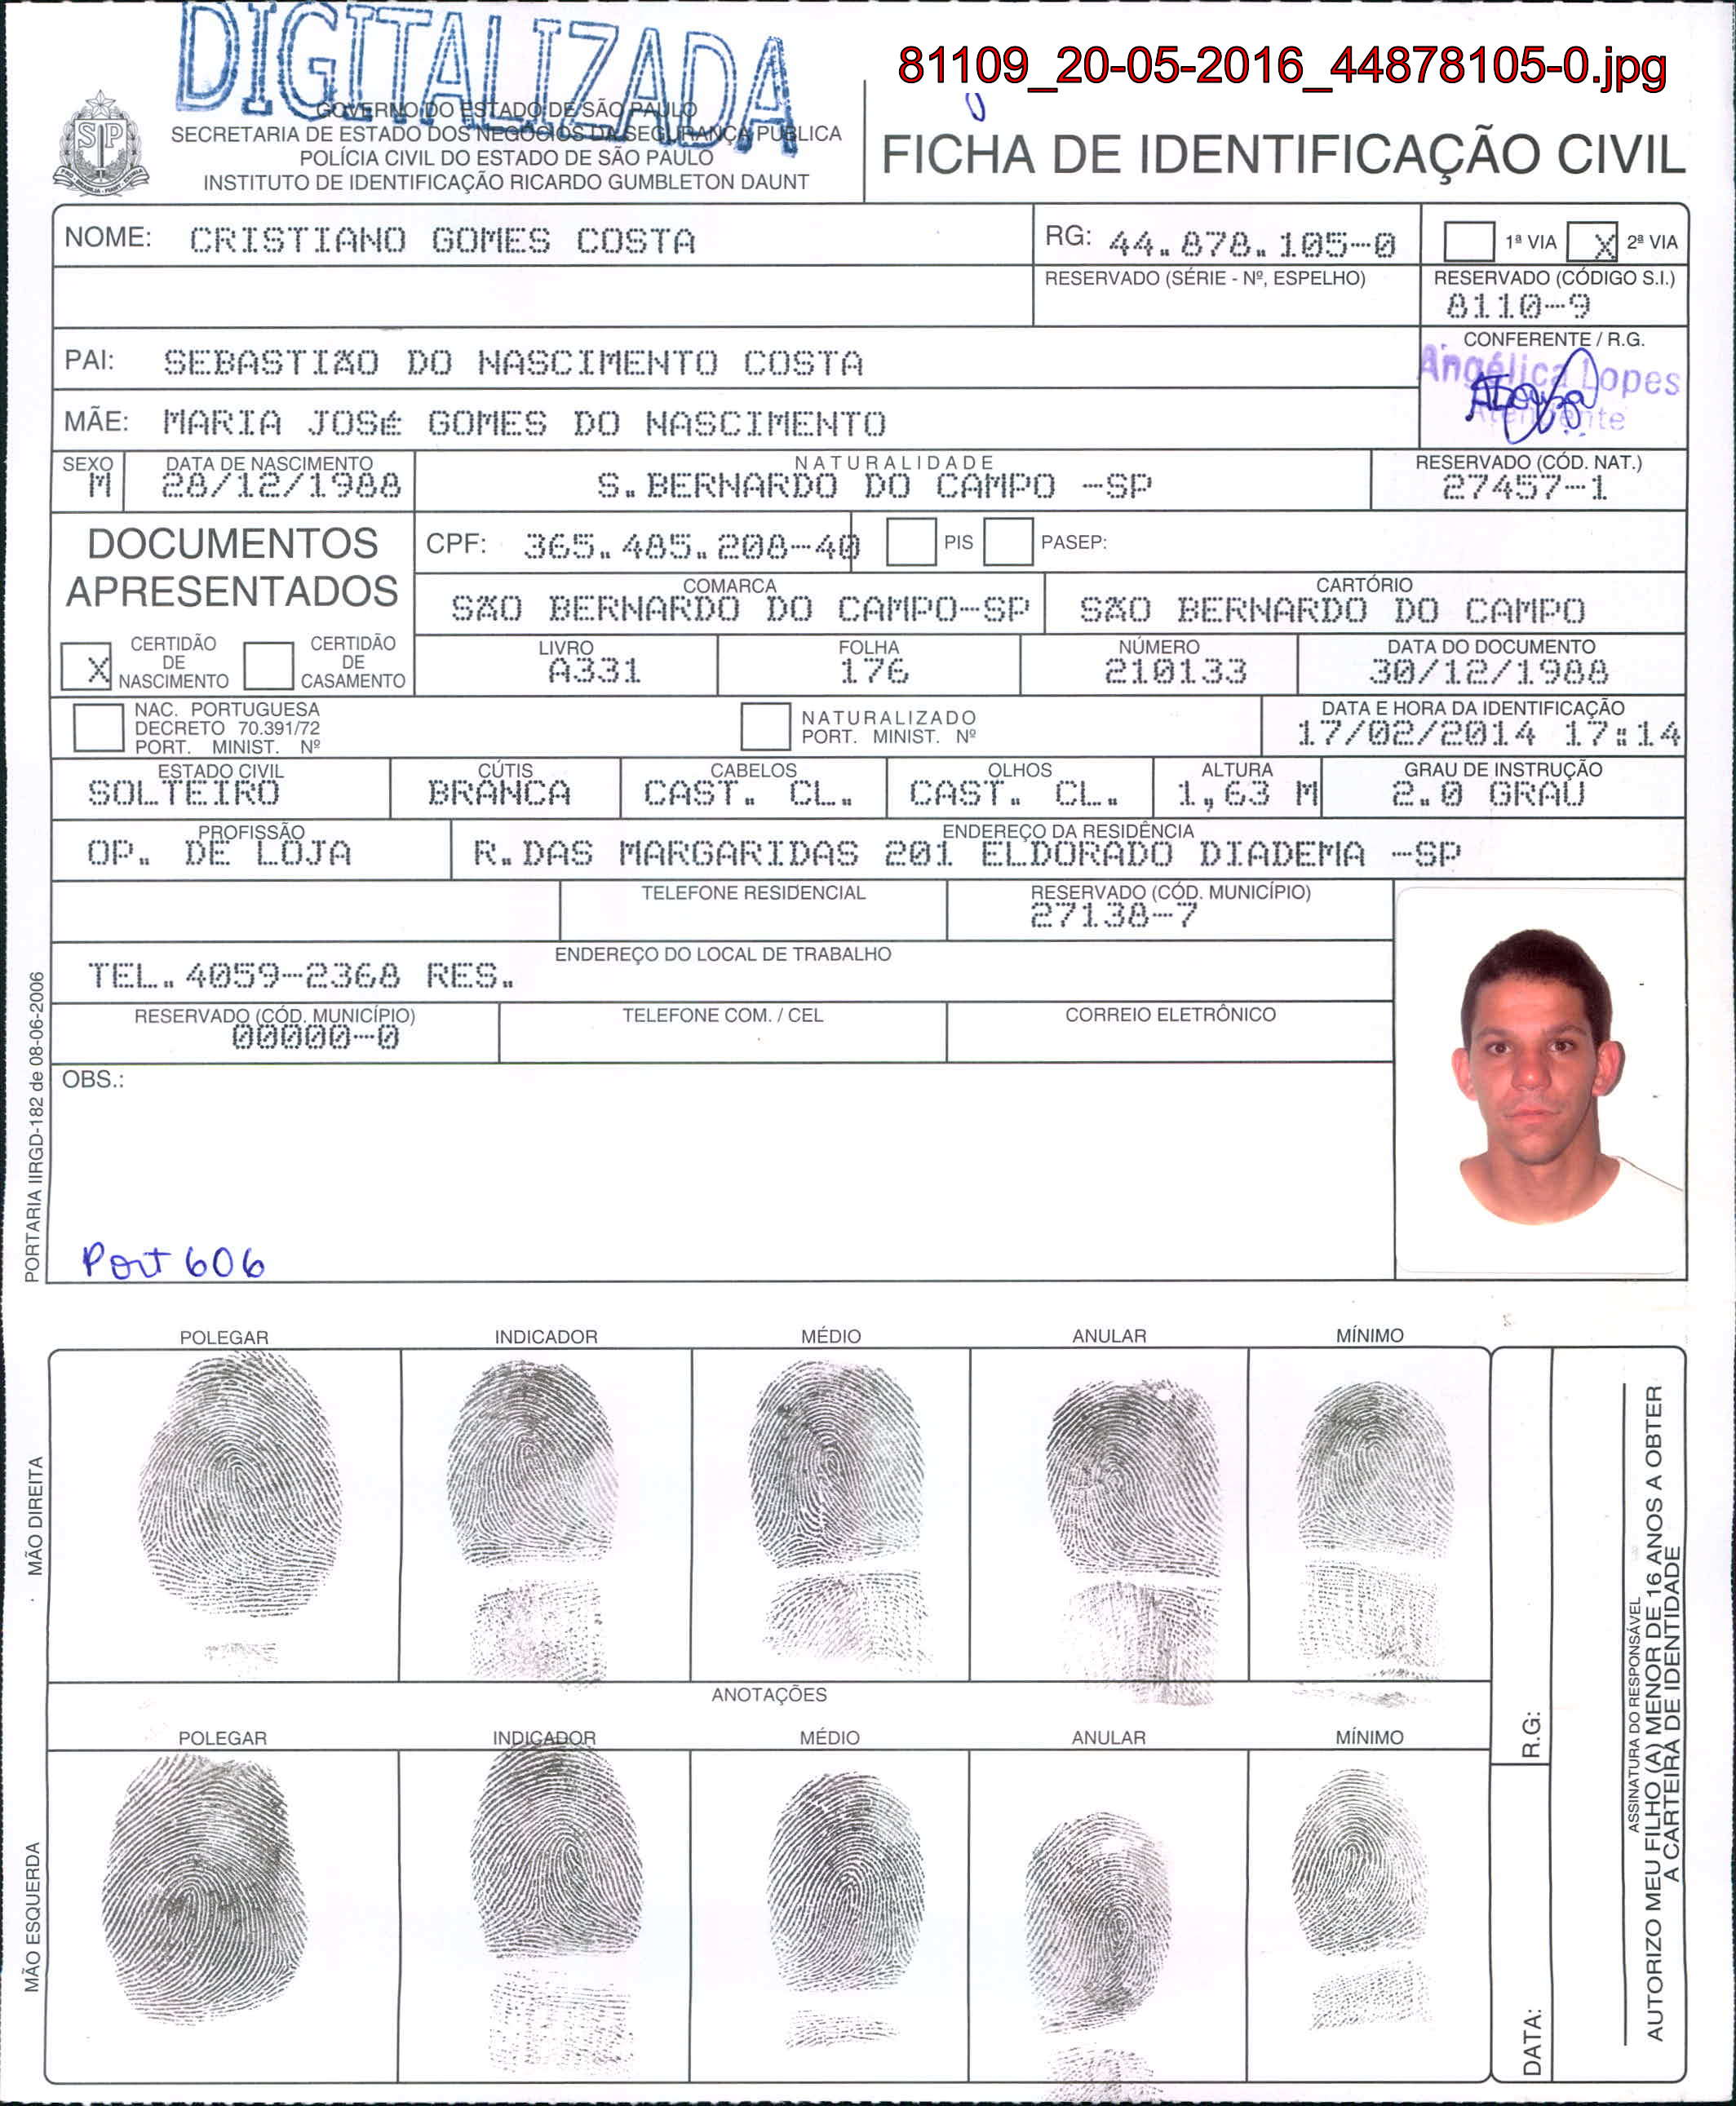 DIGITALIZADA
81109_20-05-2016_44878105-0.jpg
GOVERNO DO ESTADO DE SÃO PAULO
SECRETARIA DE ESTADO DOS NEGÓCIOS DA SEGURANÇA PÚBLICA
POLÍCIA CIVIL DO ESTADO DE SÃO PAULO
INSTITUTO DE IDENTIFICAÇÃO RICARDO GUMBLETON DAUNT
FICHA DE IDENTIFICAÇÃO CIVIL
NOME: CRISTIANO GOMES COSTA
RG: 44.878.105-0
1ª VIA X 2ª VIA
RESERVADO (SÉRIE - Nº, ESPELHO)
RESERVADO (CÓDIGO S.I.)
8110-9
PAI: SEBASTIÃO DO NASCIMENTO COSTA
CONFERENTE / R.G.
Angélica Lopes
Atendente
MÃE: MARIA JOSé GOMES DO NASCIMENTO
SEXO
M
DATA DE NASCIMENTO
28/12/1988
NATURALIDADE
S.BERNARDO DO CAMPO -SP
RESERVADO (CÓD. NAT.)
27457-1
DOCUMENTOS
APRESENTADOS
CPF: 365.485.208-40
PIS
PASEP:
COMARCA
SÃO BERNARDO DO CAMPO-SP
CARTÓRIO
SÃO BERNARDO DO CAMPO
X
CERTIDÃO
DE
NASCIMENTO
CERTIDÃO
DE
CASAMENTO
LIVRO
A331
FOLHA
176
NÚMERO
210133
DATA DO DOCUMENTO
30/12/1988
NAC. PORTUGUESA
DECRETO 70.391/72
PORT. MINIST. Nº
NATURALIZADO
PORT. MINIST. Nº
DATA E HORA DA IDENTIFICAÇÃO
17/02/2014 17:14
ESTADO CIVIL
SOLTEIRO
CÚTIS
BRANCA
CABELOS
CAST. CL.
OLHOS
CAST. CL.
ALTURA
1,63 M
GRAU DE INSTRUÇÃO
2.0 GRAU
PROFISSÃO
OP. DE LOJA
ENDEREÇO DA RESIDÊNCIA
R.DAS MARGARIDAS 201 ELDORADO DIADEMA -SP
TELEFONE RESIDENCIAL
RESERVADO (CÓD. MUNICÍPIO)
27138-7
ENDEREÇO DO LOCAL DE TRABALHO
TEL.4059-2368 RES.
RESERVADO (CÓD. MUNICÍPIO)
00000-0
TELEFONE COM. / CEL
CORREIO ELETRÔNICO
OBS.:
Port 606
PORTARIA IIRGD-182 de 08-06-2006
POLEGAR INDICADOR MÉDIO ANULAR MÍNIMO
MÃO DIREITA
ANOTAÇÕES
POLEGAR INDICADOR MÉDIO ANULAR MÍNIMO
MÃO ESQUERDA
R.G:
DATA:
ASSINATURA DO RESPONSÁVEL
AUTORIZO MEU FILHO (A) MENOR DE 16 ANOS A OBTER
A CARTEIRA DE IDENTIDADE